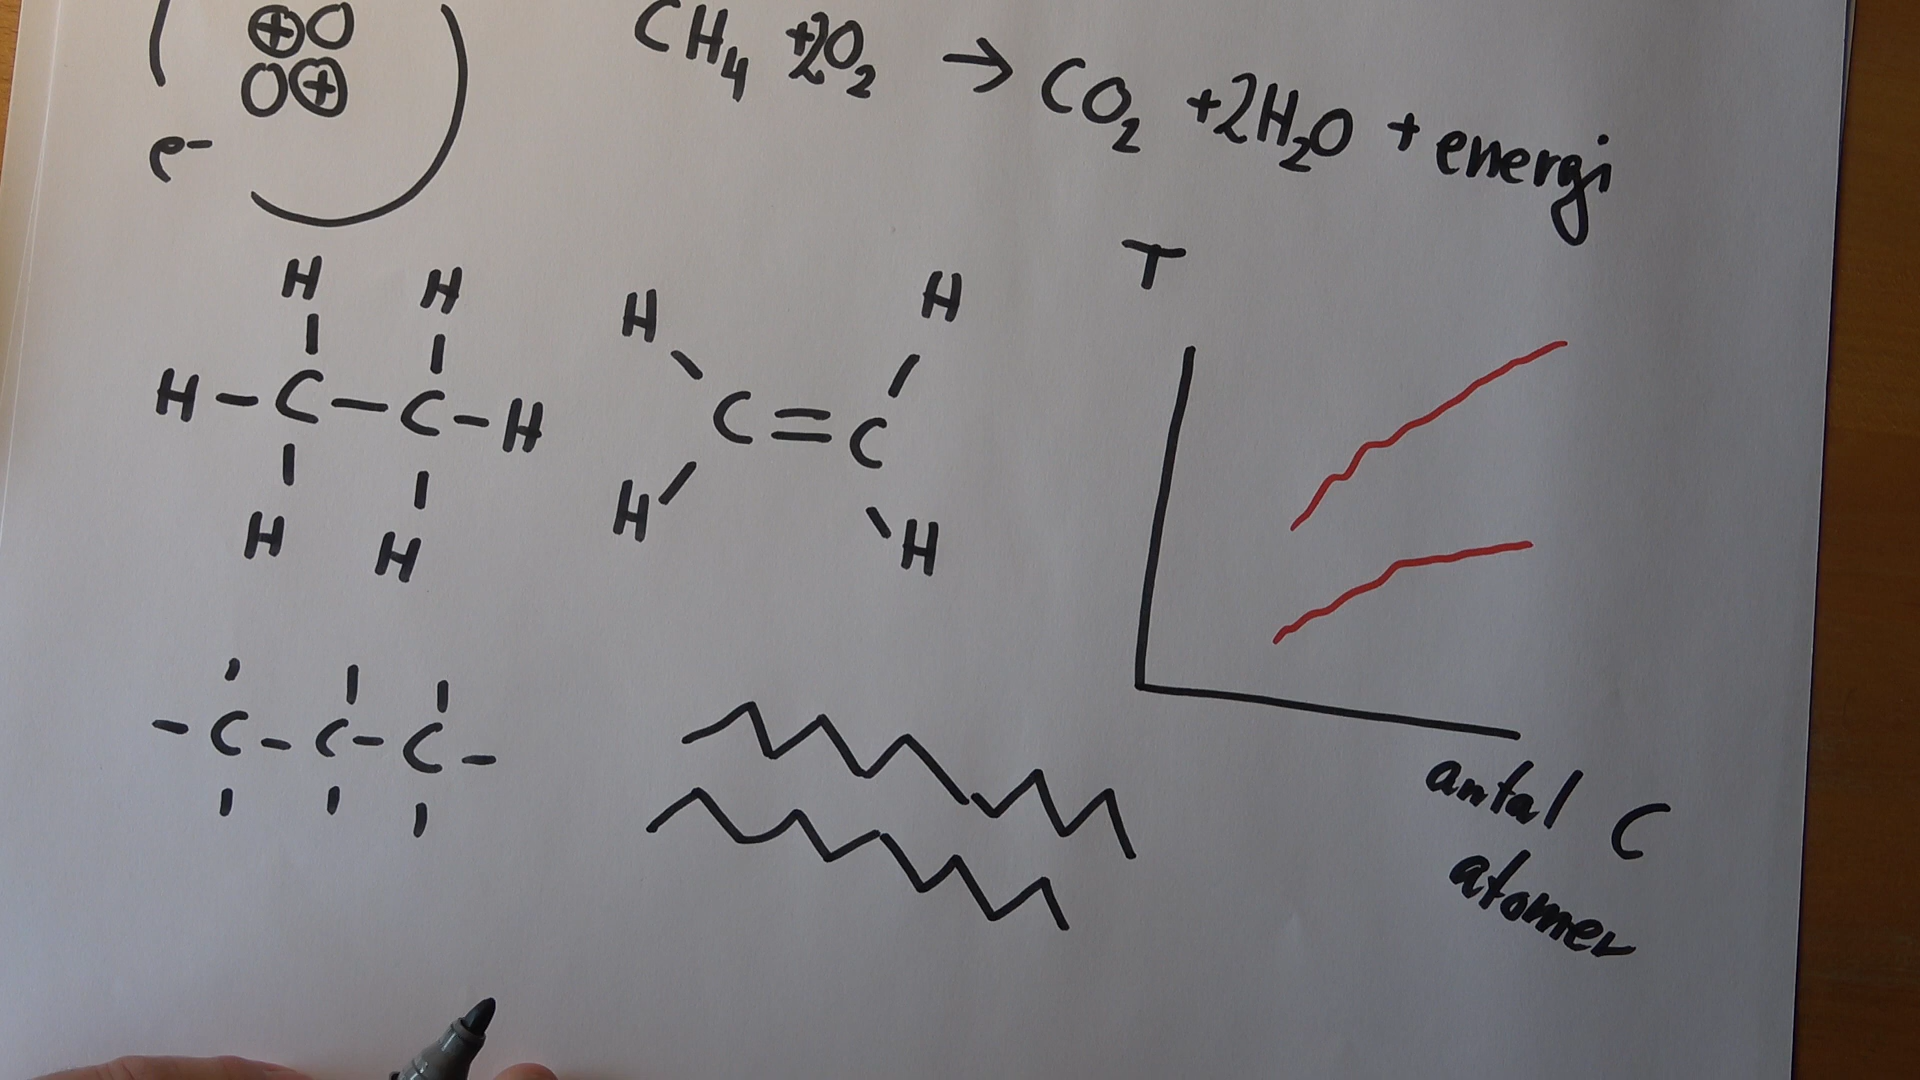 ⊕O
O⊕
e⁻
CH₄ +2O₂ → CO₂ +2H₂O + energi
H H
H–C–C–H
H H
H H
C=C
H H
T
–C–C–C–
antal C
atomer